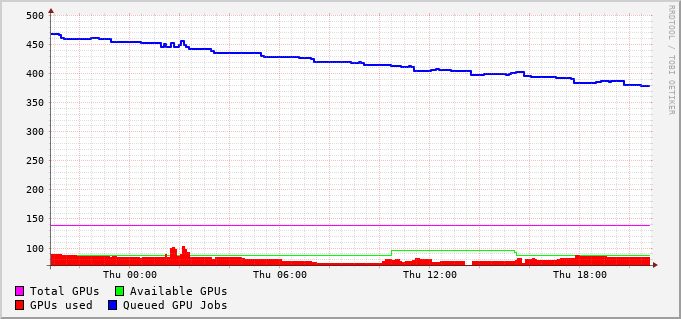 500
450
400
350
300
250
200
150
100
Thu 00:00 Thu 06:00 Thu 12:00 Thu 18:00
Total GPUs Available GPUs
GPUs used Queued GPU Jobs
RRDTOOL / TOBI OETIKER